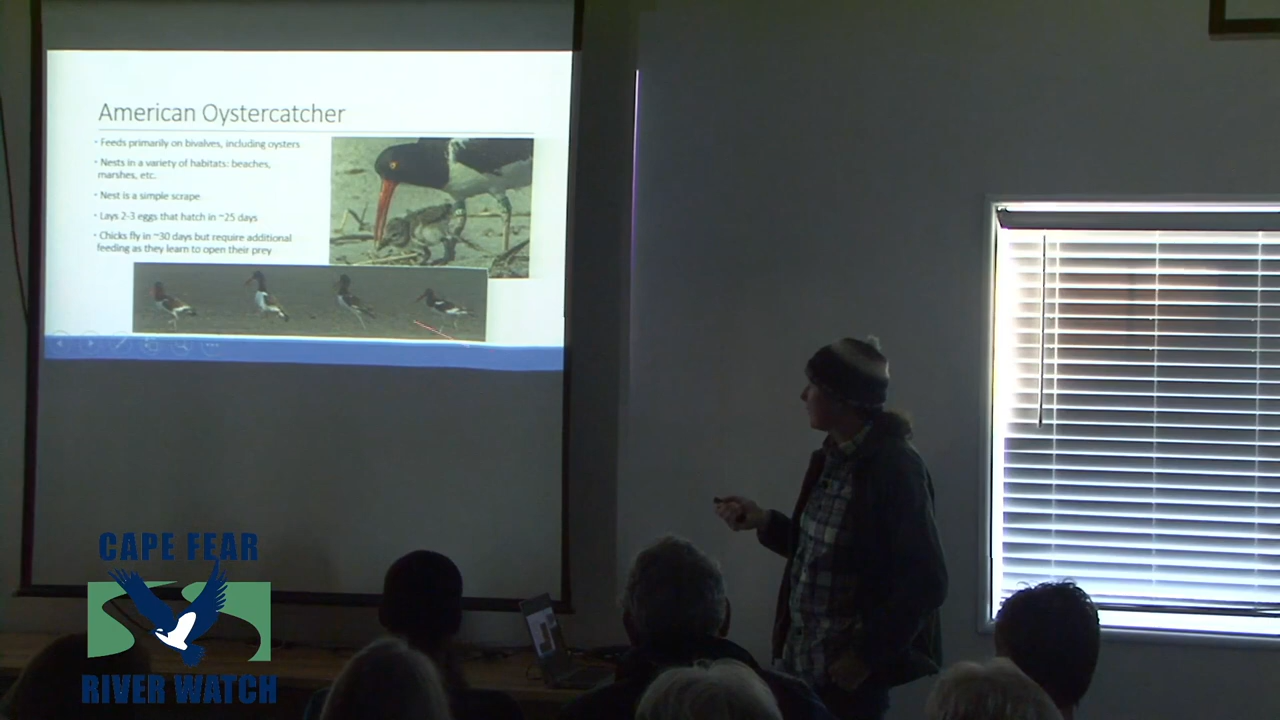 American Oystercatcher
• Feeds primarily on bivalves, including oysters
• Nests in a variety of habitats: beaches,
marshes, etc.
• Nest is a simple scrape
• Lays 2-3 eggs that hatch in ~25 days
• Chicks fly in ~30 days but require additional
feeding as they learn to open their prey
CAPE FEAR
RIVER WATCH